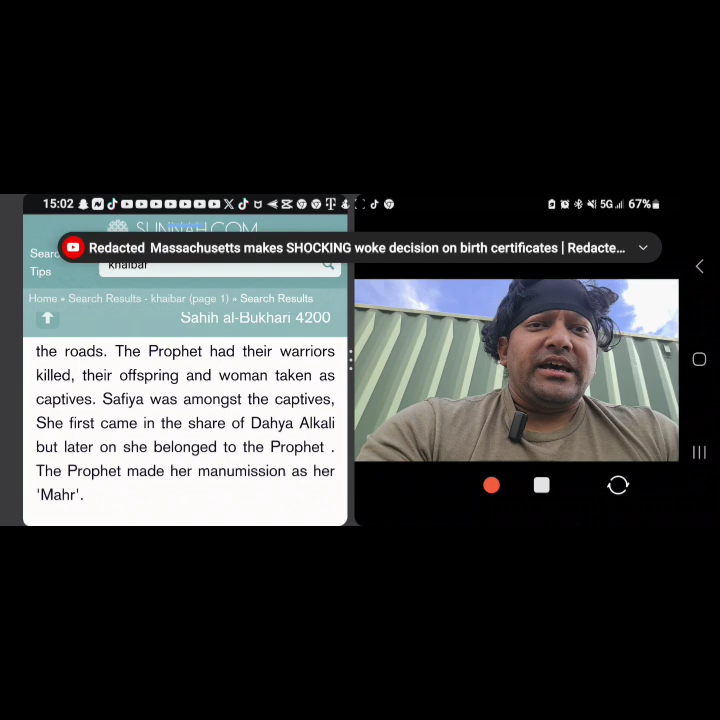 15:02
5G 67%
SUNNAH.COM
Redacted Massachusetts makes SHOCKING woke decision on birth certificates | Redacte...
Search
Tips
khaibar
Home » Search Results - khaibar (page 1) » Search Results
Sahih al-Bukhari 4200
the roads. The Prophet had their warriors
killed, their offspring and woman taken as
captives. Safiya was amongst the captives,
She first came in the share of Dahya Alkali
but later on she belonged to the Prophet .
The Prophet made her manumission as her
'Mahr'.